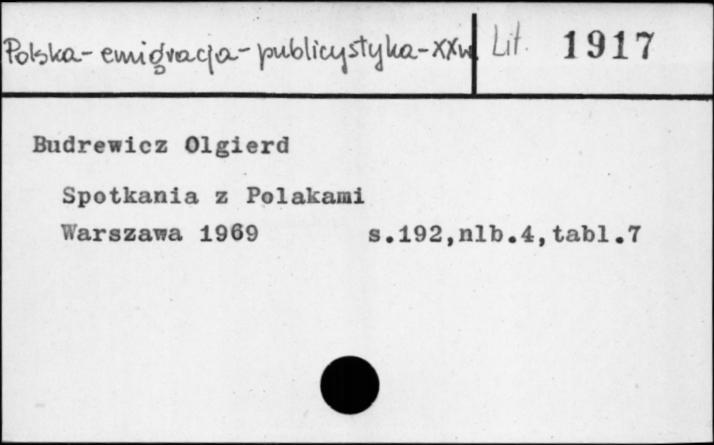 Polska - emigracja - publicystyka - XXw. Lit. 1917
Budrewicz Olgierd
Spotkania z Polakami
Warszawa 1969 s.192,nlb.4,tabl.7